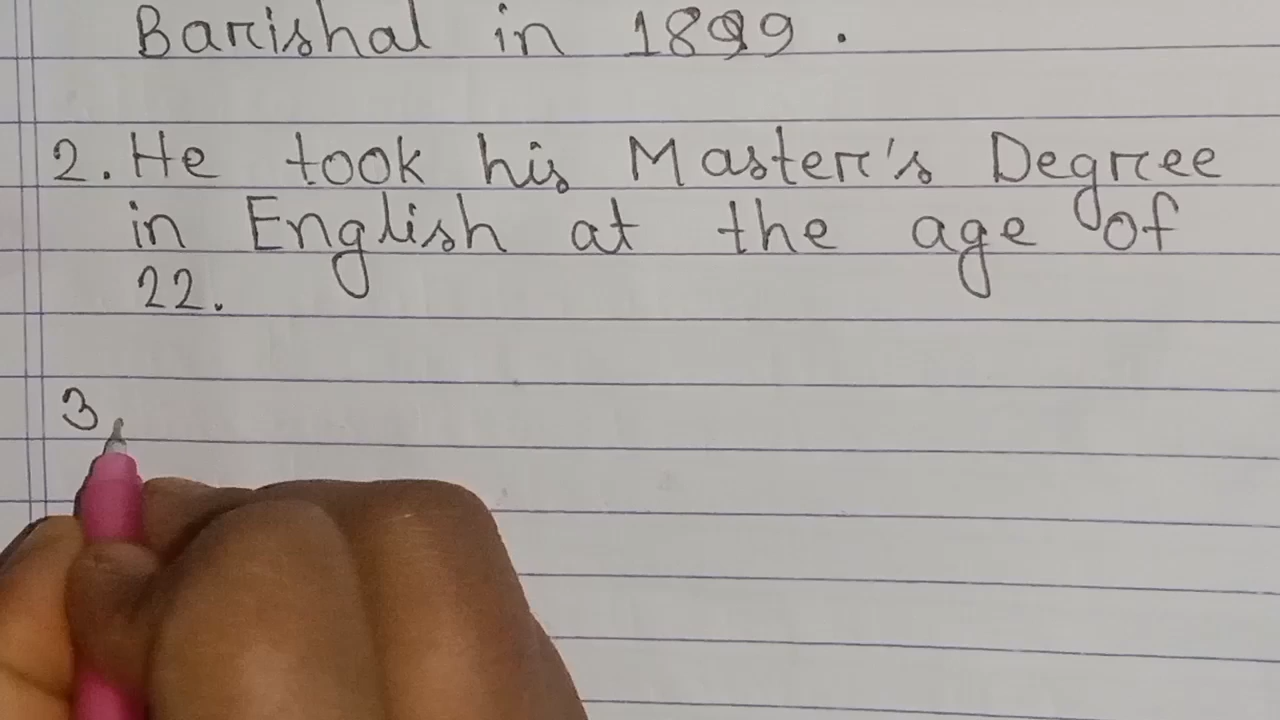 Barishal in 1899.
2. He took his Master's Degree
in English at the age of
22.
3.